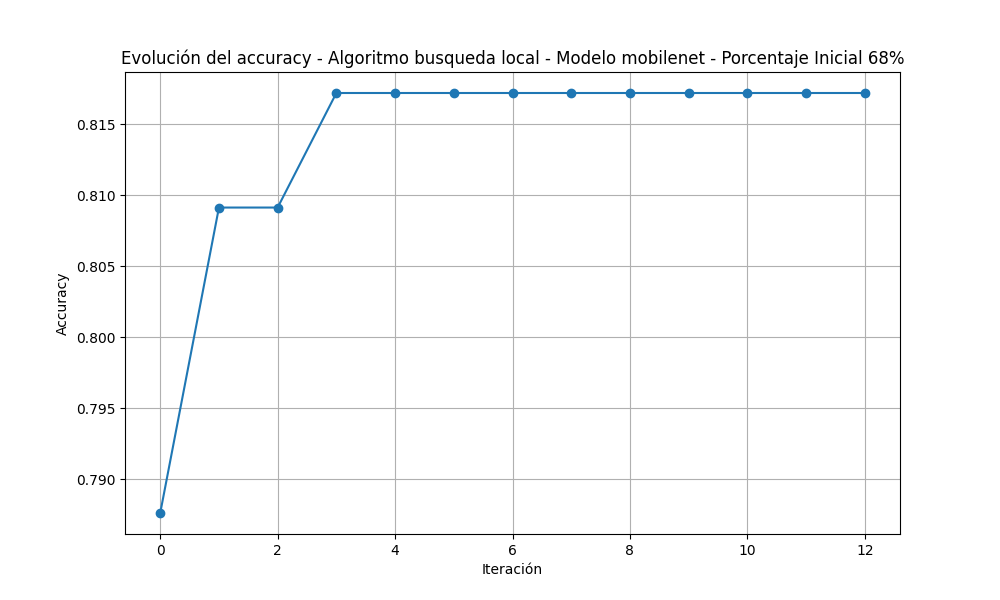 Evolución del accuracy - Algoritmo busqueda local - Modelo mobilenet - Porcentaje Inicial 68%
0.815
0.810
0.805
0.800
0.795
0.790
Accuracy
0 2 4 6 8 10 12
Iteración